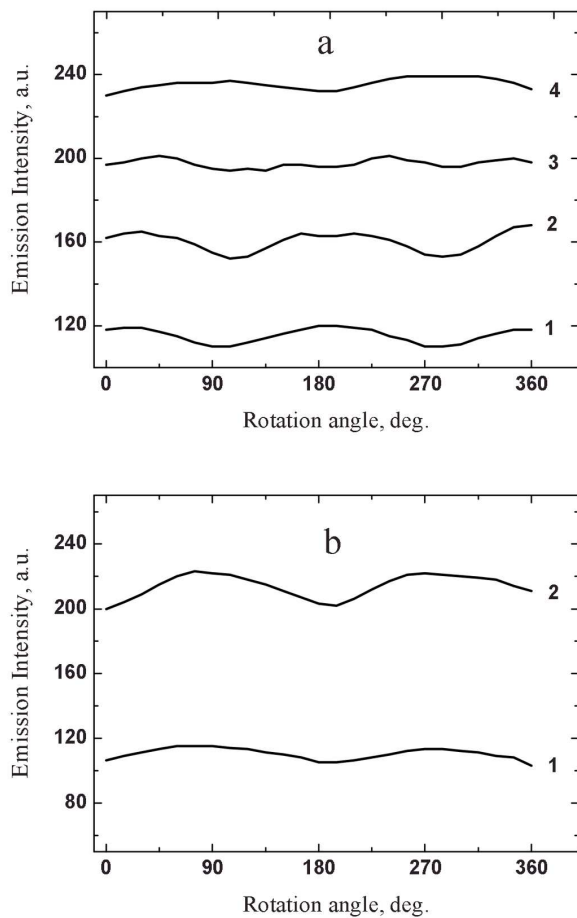 a
Emission Intensity, a.u.
240
200
160
120
4
3
2
1
0 90 180 270 360
Rotation angle, deg.
b
Emission Intensity, a.u.
240
200
160
120
80
2
1
0 90 180 270 360
Rotation angle, deg.